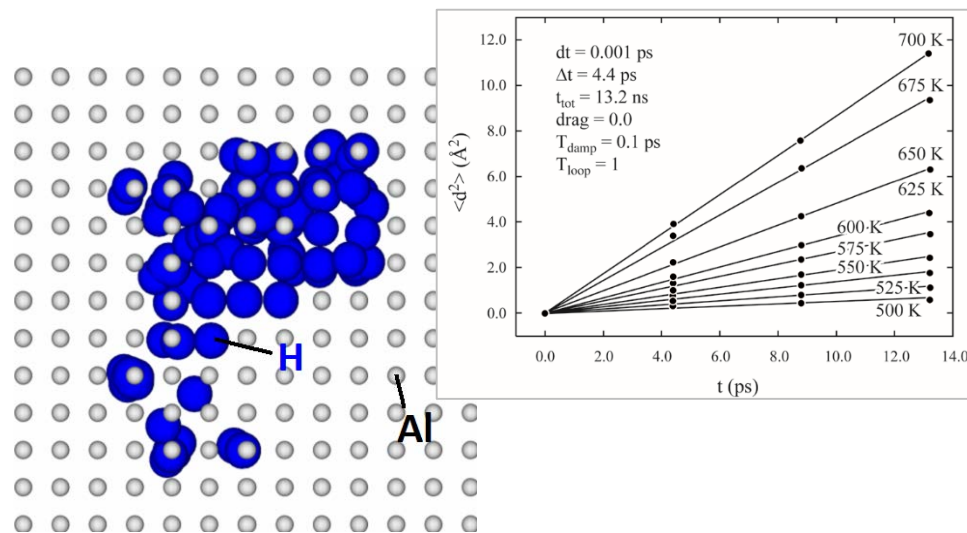 H
Al
12.0
10.0
8.0
6.0
4.0
2.0
0.0
<d²> (Å²)
dt = 0.001 ps
Δt = 4.4 ps
t_tot = 13.2 ns
drag = 0.0
T_damp = 0.1 ps
T_loop = 1
700 K
675 K
650 K
625 K
600 K
575 K
550 K
525 K
500 K
0.0 2.0 4.0 6.0 8.0 10.0 12.0 14.0
t (ps)